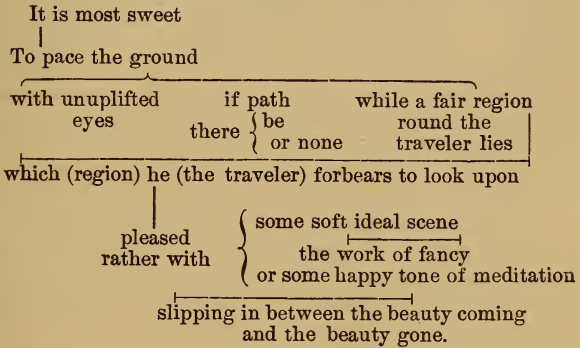 It is most sweet
To pace the ground
with unuplifted
eyes
if path
there be
or none
while a fair region
round the
traveler lies
which (region) he (the traveler) forbears to look upon
pleased
rather with
some soft ideal scene
the work of fancy
or some happy tone of meditation
slipping in between the beauty coming
and the beauty gone.